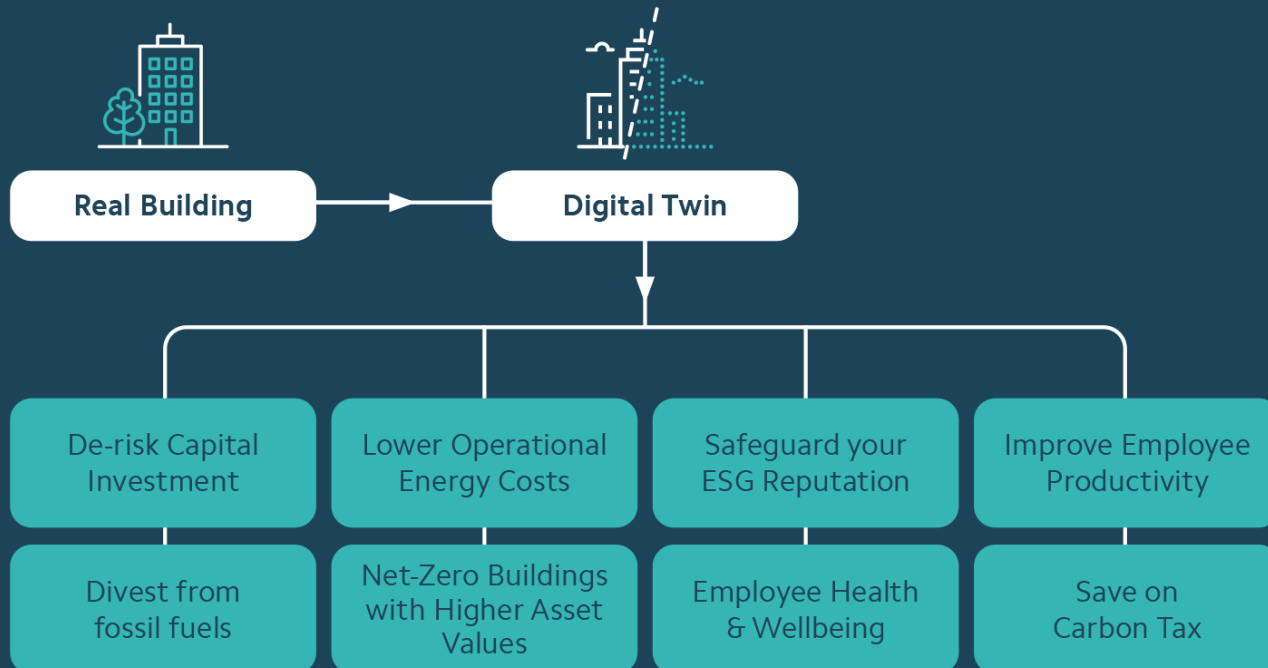 Real Building
Digital Twin
De-risk Capital
Investment
Lower Operational
Energy Costs
Safeguard your
ESG Reputation
Improve Employee
Productivity
Divest from
fossil fuels
Net-Zero Buildings
with Higher Asset
Values
Employee Health
& Wellbeing
Save on
Carbon Tax